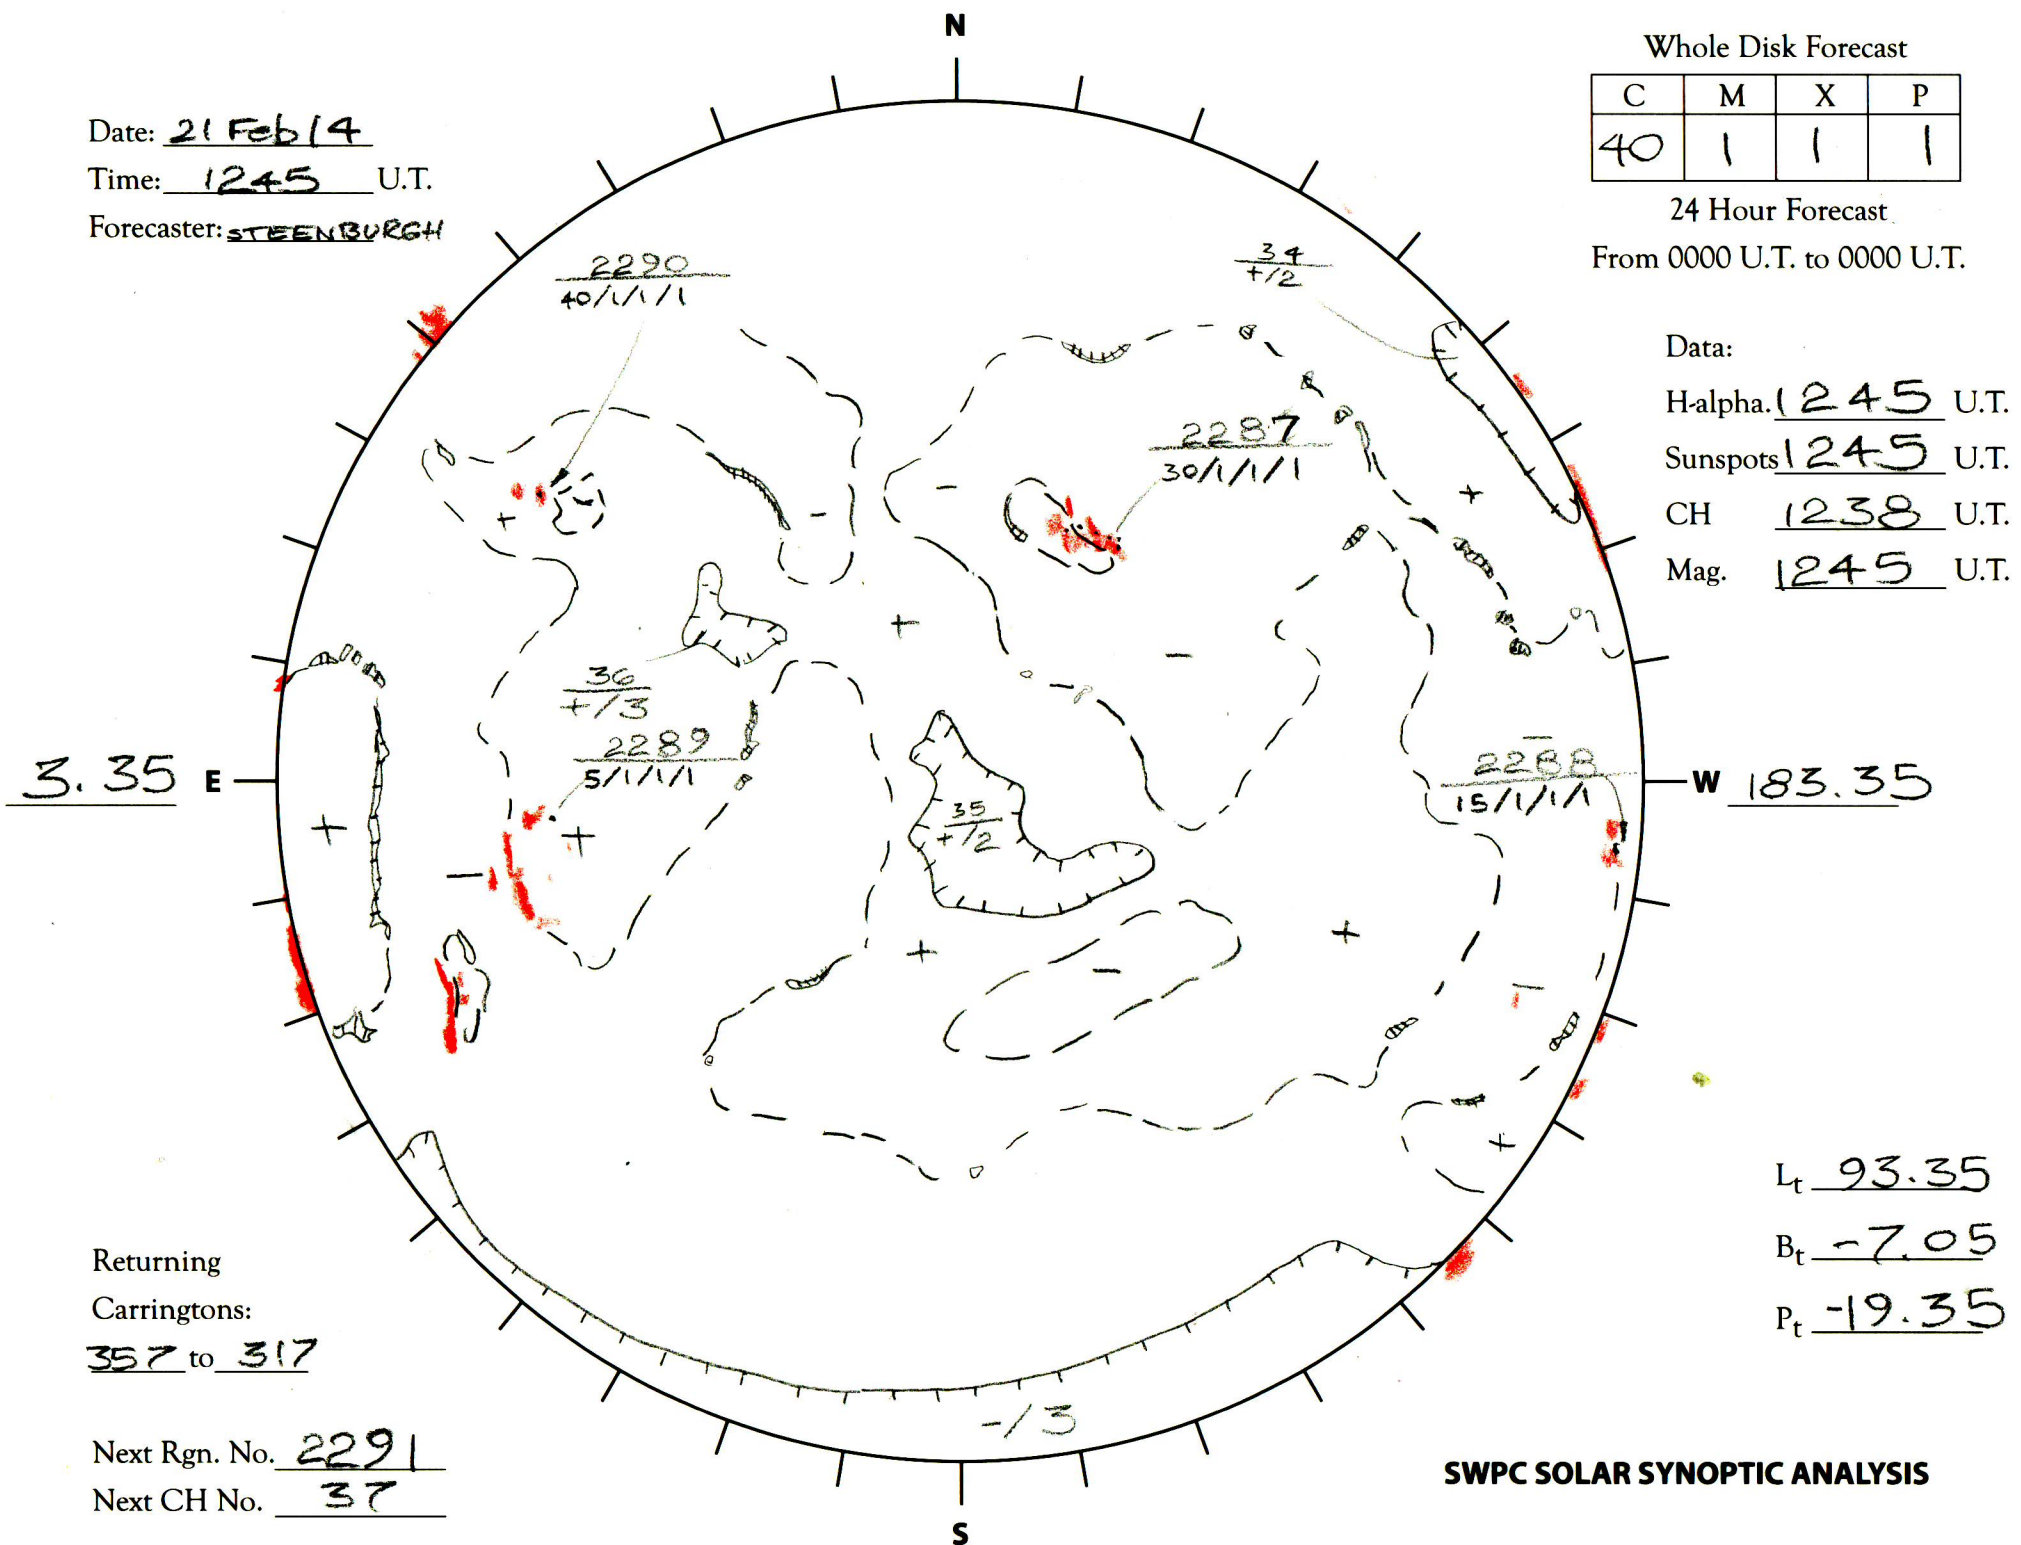 N
Whole Disk Forecast
C M X P
40 1 1 1
24 Hour Forecast
From 0000 U.T. to 0000 U.T.
Date: 21 Feb 14
Time: 1245 U.T.
Forecaster: STEENBURGH
2290
40/1/1/1
34
+/2
Data:
H-alpha. 1245 U.T.
Sunspots 1245 U.T.
CH 1238 U.T.
Mag. 1245 U.T.
2287
30/1/1/1
36
+/3
2289
5/1/1/1
3.35 E
35
+/2
2288
15/1/1/1
W 183.35
Lt 93.35
Bt -7.05
Pt -19.35
Returning
Carringtons:
357 to 317
-/3
Next Rgn. No. 2291
Next CH No. 37
SWPC SOLAR SYNOPTIC ANALYSIS
S